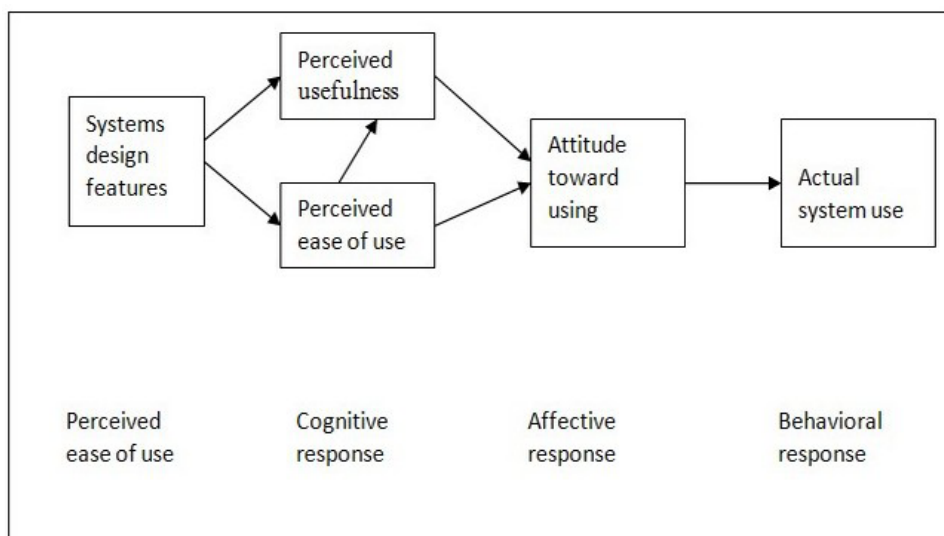 Perceived
usefulness
Systems
design
features
Perceived
ease of use
Attitude
toward
using
Actual
system use
Perceived
ease of use
Cognitive
response
Affective
response
Behavioral
response